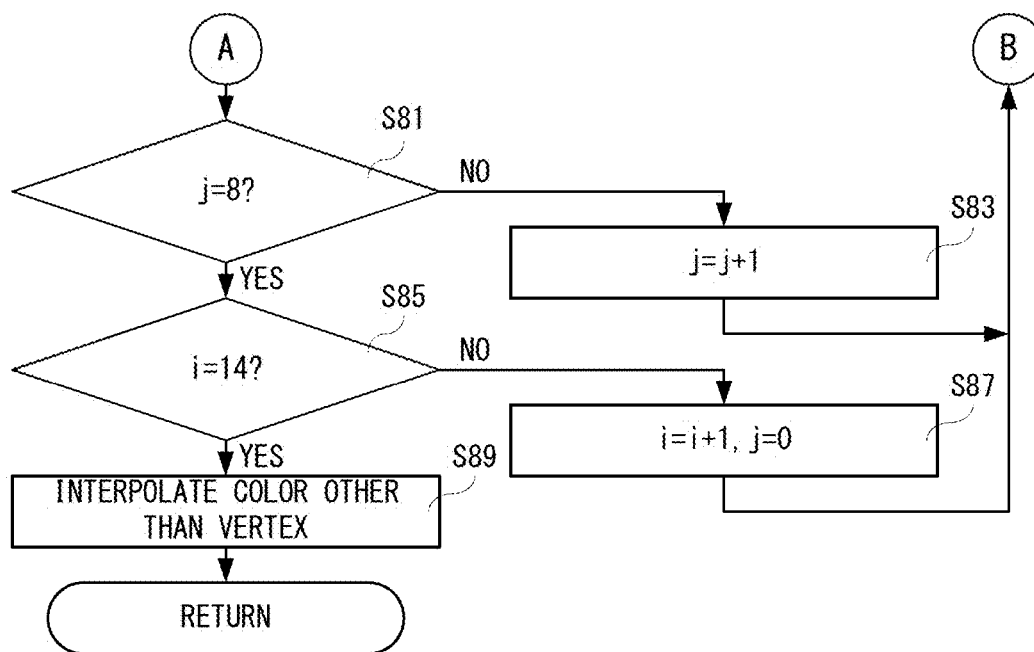 A
B
S81
j=8?
NO
S83
j=j+1
YES
S85
i=14?
NO
S87
i=i+1, j=0
YES
S89
INTERPOLATE COLOR OTHER
THAN VERTEX
RETURN